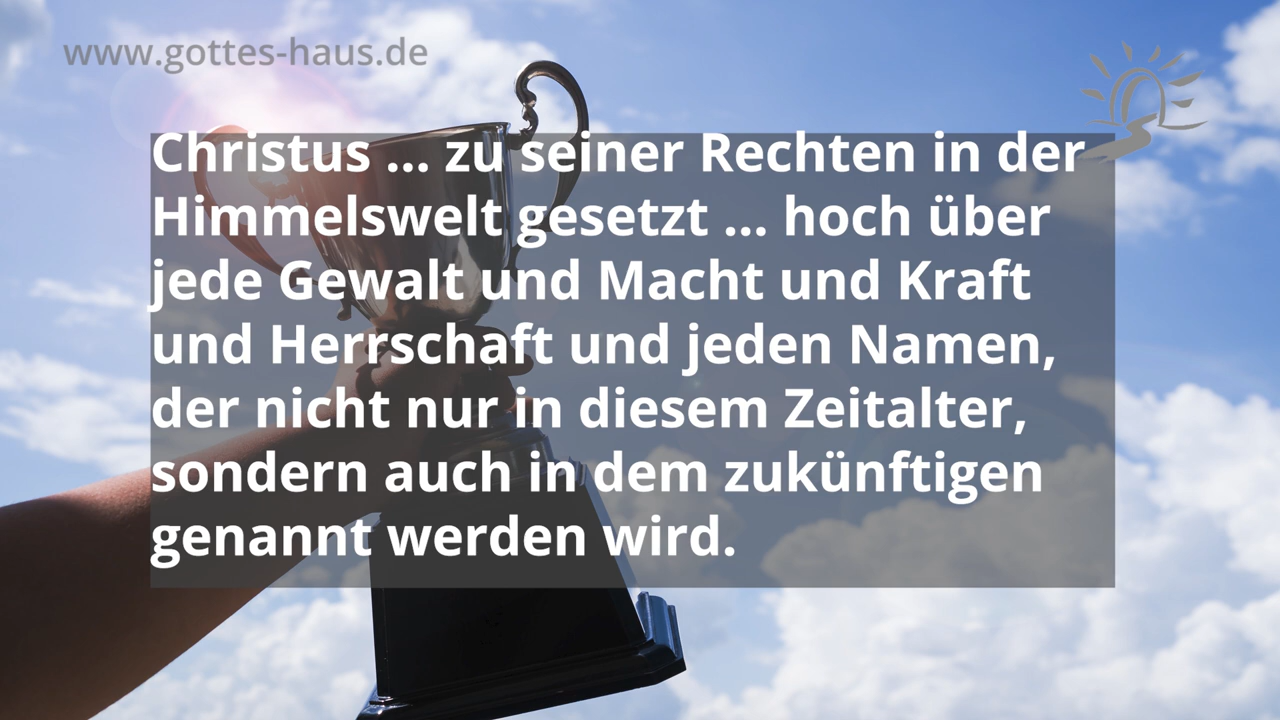 www.gottes-haus.de
Christus ... zu seiner Rechten in der
Himmelswelt gesetzt ... hoch über
jede Gewalt und Macht und Kraft
und Herrschaft und jeden Namen,
der nicht nur in diesem Zeitalter,
sondern auch in dem zukünftigen
genannt werden wird.